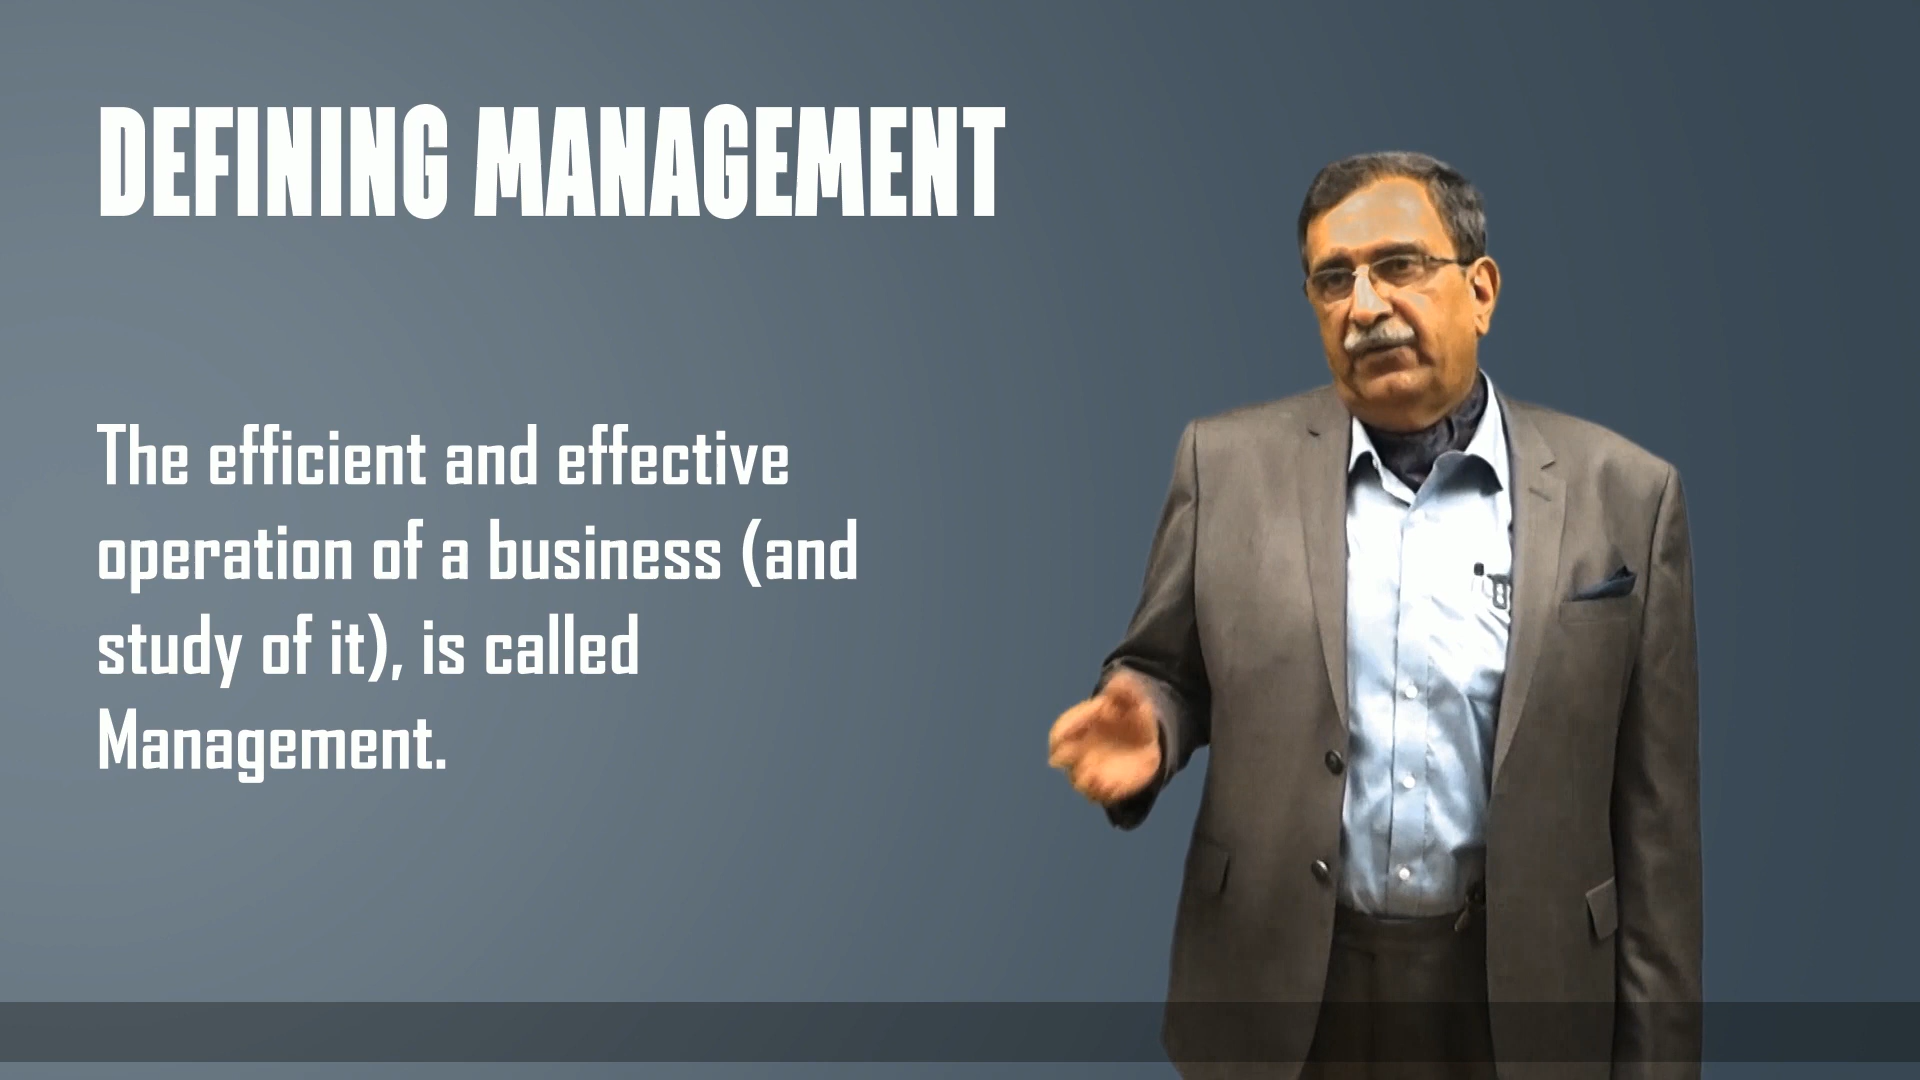 DEFINING MANAGEMENT
The efficient and effective
operation of a business (and
study of it), is called
Management.